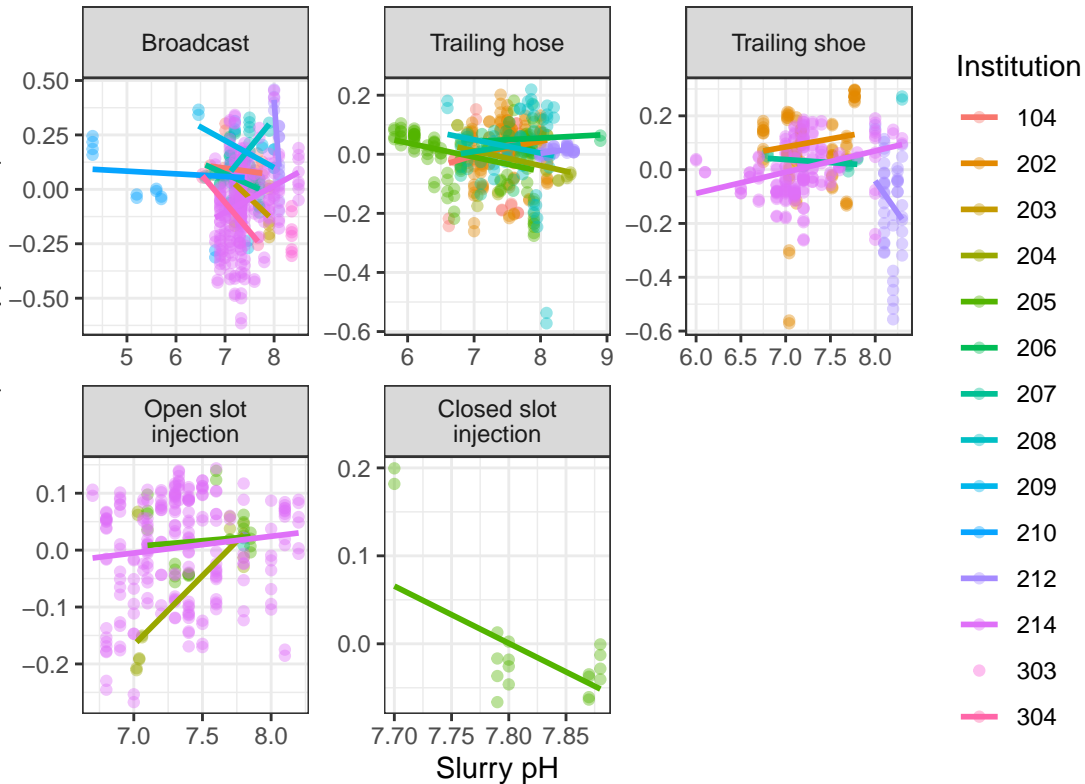 Broadcast
Trailing hose
Trailing shoe
0.50
0.25
0.00
−0.25
−0.50
5 6 7 8
0.2
0.0
−0.2
−0.4
−0.6
6 7 8 9
0.2
0.0
−0.2
−0.4
−0.6
6.0 6.5 7.0 7.5 8.0
Open slot
injection
Closed slot
injection
0.1
0.0
−0.1
−0.2
7.0 7.5 8.0
0.2
0.1
0.0
7.70 7.75 7.80 7.85
Slurry pH
Institution
104
202
203
204
205
206
207
208
209
210
212
214
303
304